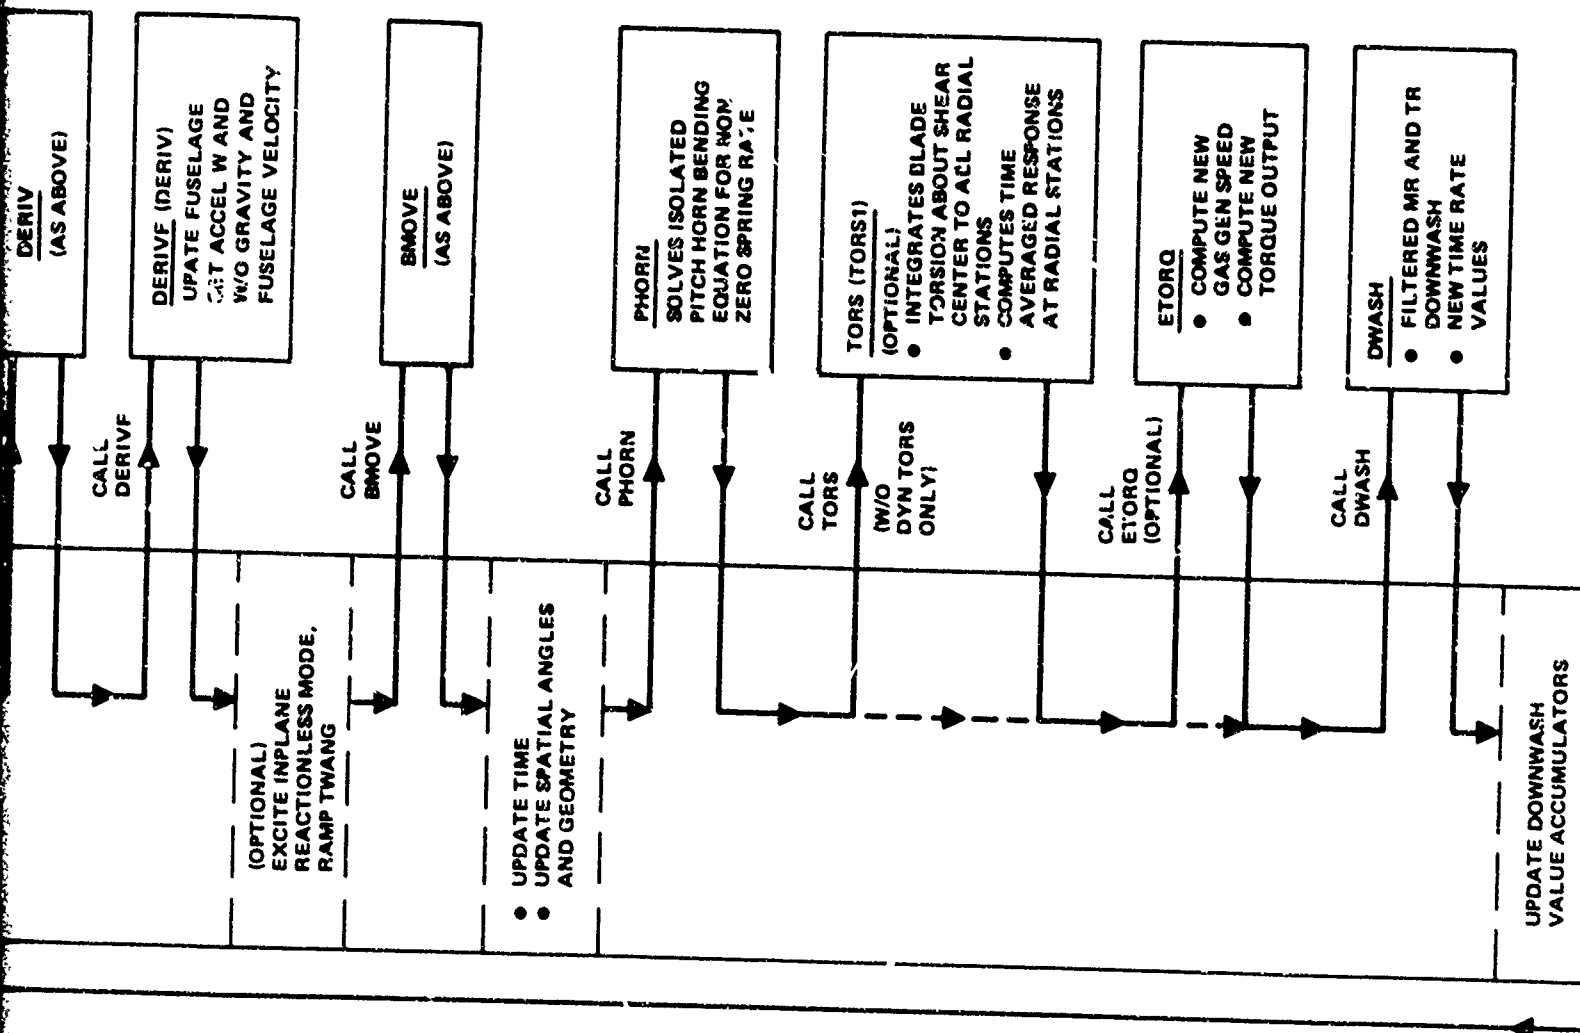 DERIV
(AS ABOVE)
CALL
DERIVF
DERIVF (DERIV)
UPATE FUSELAGE
ACCEL W AND
W/O GRAVITY AND
FUSELAGE VELOCITY
(OPTIONAL)
EXCITE INPLANE
REACTIONLESS MODE,
RAMP TWANG
CALL
BMOVE
BMOVE
(AS ABOVE)
● UPDATE TIME
● UPDATE SPATIAL ANGLES
AND GEOMETRY
CALL
PHORN
PHORN
SOLVES ISOLATED
PITCH HORN BENDING
EQUATION FOR NON
ZERO SPRING RATE
CALL
TORS
(W/O
DYN TORS
ONLY)
TORS (TORS1)
(OPTIONAL)
● INTEGRATES BLADE
TORSION ABOUT SHEAR
CENTER TO ALL RADIAL
STATIONS
● COMPUTES TIME
AVERAGED RESPONSE
AT RADIAL STATIONS
CALL
ETORQ
(OPTIONAL)
ETORQ
● COMPUTE NEW
GAS GEN SPEED
● COMPUTE NEW
TORQUE OUTPUT
CALL
DWASH
DWASH
● FILTERED MR AND TR
DOWNWASH
● NEW TIME RATE
VALUES
UPDATE DOWNWASH
VALUE ACCUMULATORS